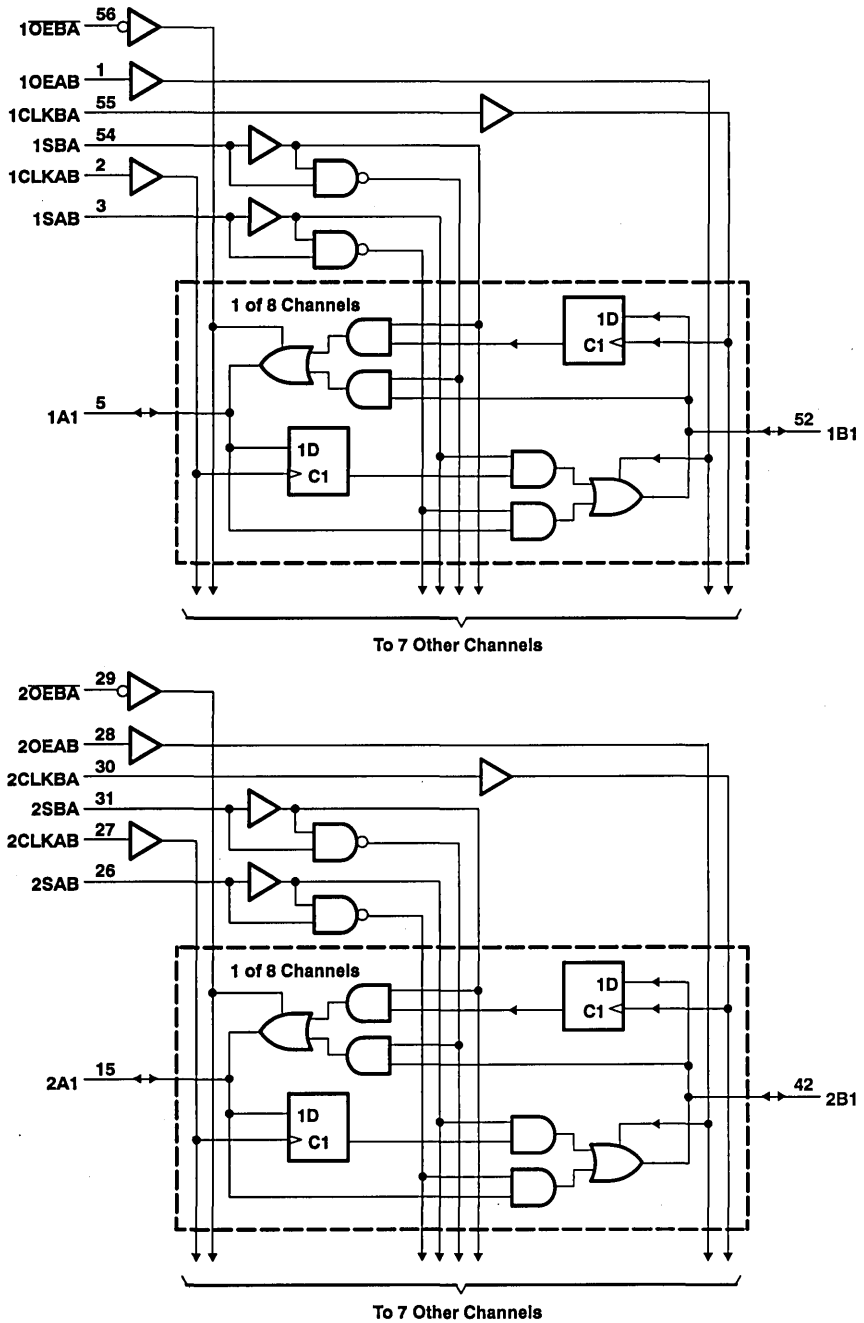 56
1OEBA
1
1OEAB
55
1CLKBA
54
1SBA
2
1CLKAB
3
1SAB
1 of 8 Channels
1D
C1
5
1A1
52
1B1
1D
C1
To 7 Other Channels
29
2OEBA
28
2OEAB
30
2CLKBA
31
2SBA
27
2CLKAB
26
2SAB
1 of 8 Channels
1D
C1
15
2A1
42
2B1
1D
C1
To 7 Other Channels